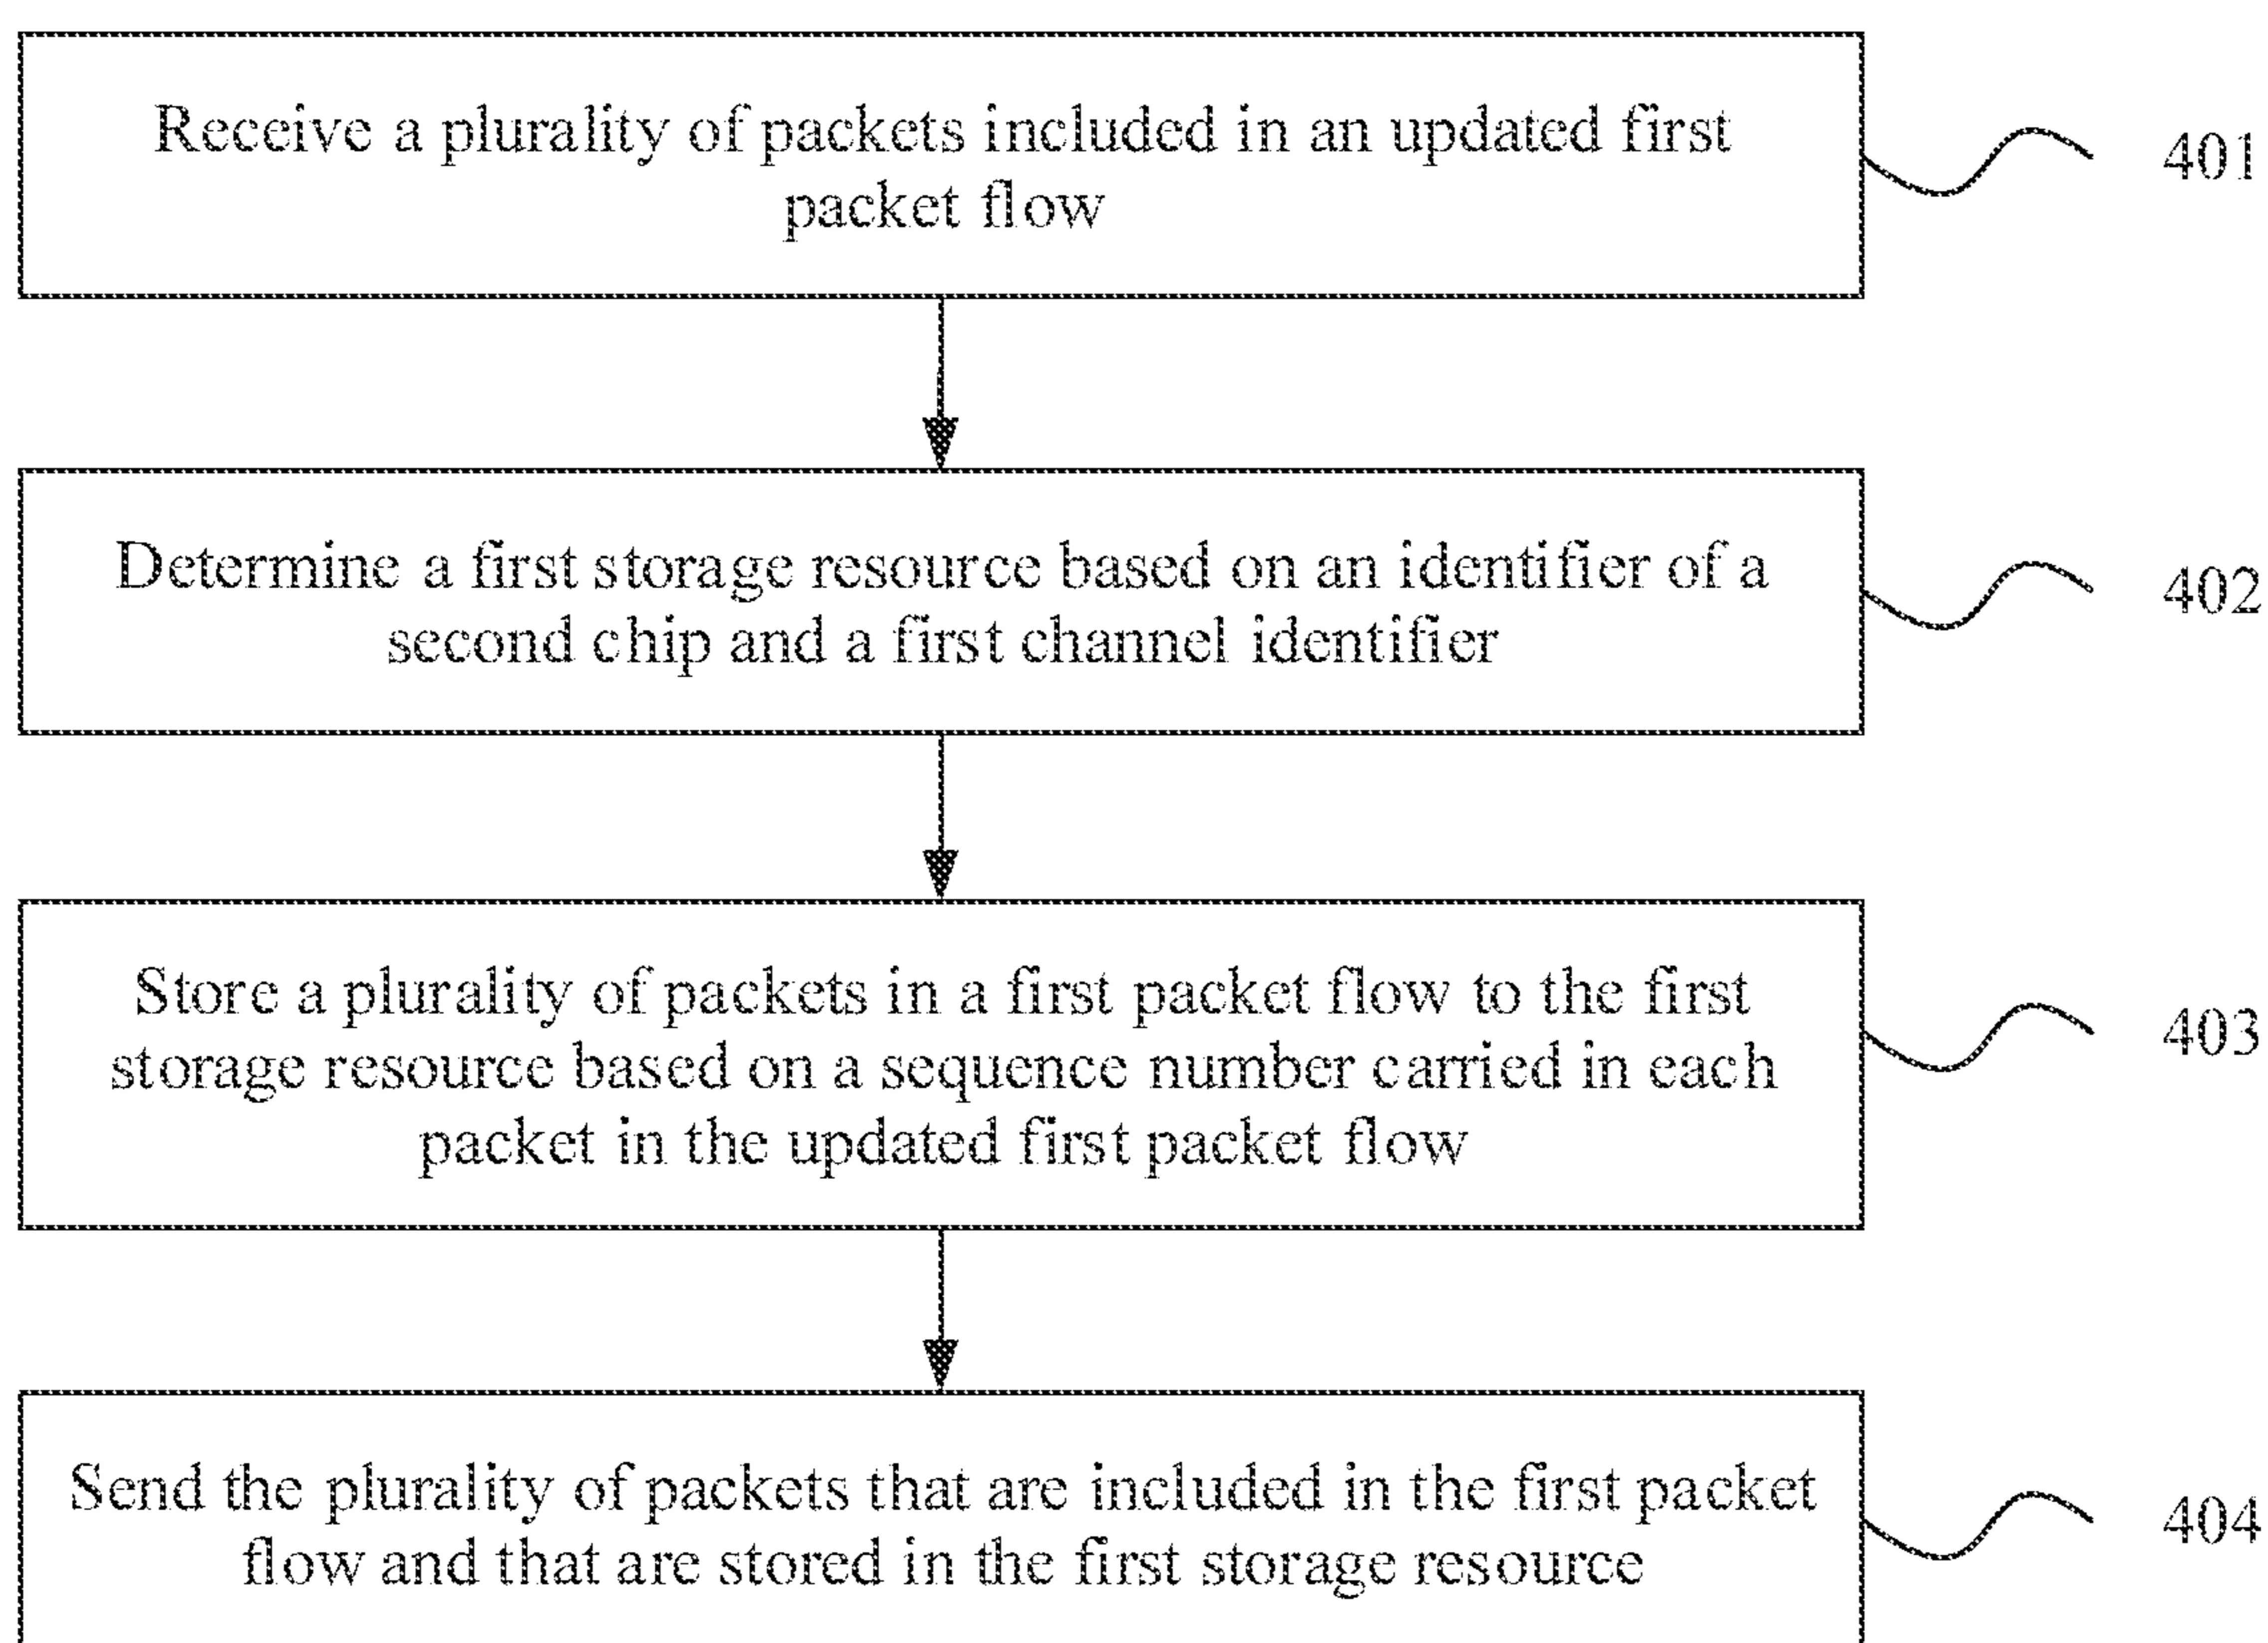 Receive a plurality of packets included in an updated first
packet flow
401
Determine a first storage resource based on an identifier of a
second chip and a first channel identifier
402
Store a plurality of packets in a first packet flow to the first
storage resource based on a sequence number carried in each
packet in the updated first packet flow
403
Send the plurality of packets that are included in the first packet
flow and that are stored in the first storage resource
404